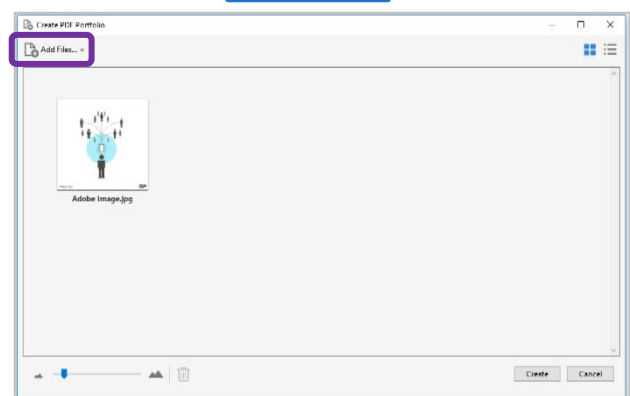 Create PDF Portfolio
Add Files...
Adobe Image.jpg
Create
Cancel